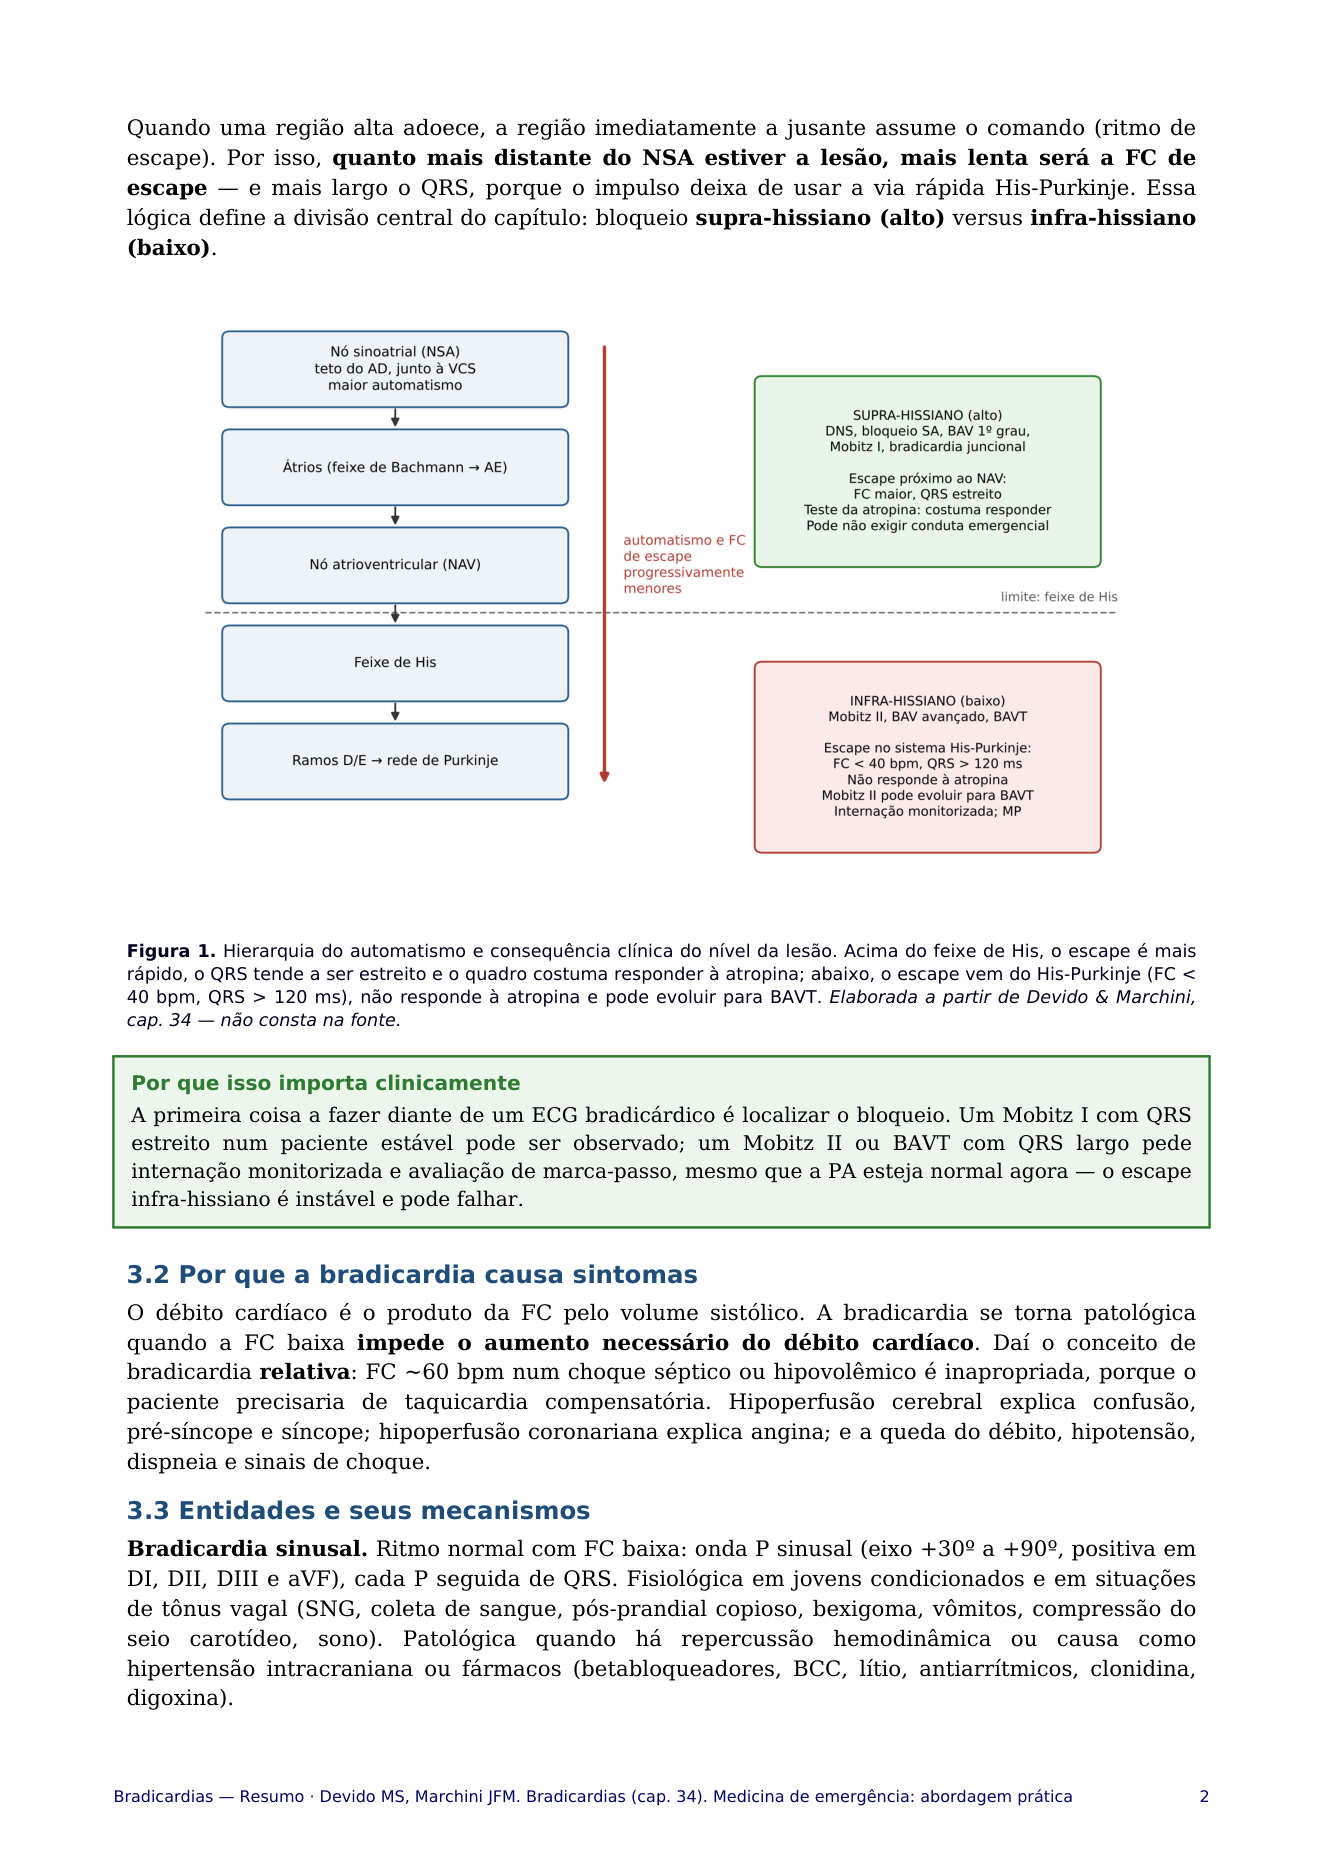 Quando uma região alta adoece, a região imediatamente a jusante assume o comando (ritmo de
escape). Por isso, quanto mais distante do NSA estiver a lesão, mais lenta será a FC de
escape — e mais largo o QRS, porque o impulso deixa de usar a via rápida His-Purkinje. Essa
lógica define a divisão central do capítulo: bloqueio supra-hissiano (alto) versus infra-hissiano
(baixo).
Nó sinoatrial (NSA)
teto do AD, junto à VCS
maior automatismo
Átrios (feixe de Bachmann → AE)
Nó atrioventricular (NAV)
Feixe de His
Ramos D/E → rede de Purkinje
automatismo e FC
de escape
progressivamente
menores
SUPRA-HISSIANO (alto)
DNS, bloqueio SA, BAV 1º grau,
Mobitz I, bradicardia juncional
Escape próximo ao NAV:
FC maior, QRS estreito
Teste da atropina: costuma responder
Pode não exigir conduta emergencial
limite: feixe de His
INFRA-HISSIANO (baixo)
Mobitz II, BAV avançado, BAVT
Escape no sistema His-Purkinje:
FC < 40 bpm, QRS > 120 ms
Não responde à atropina
Mobitz II pode evoluir para BAVT
Internação monitorizada; MP
Figura 1. Hierarquia do automatismo e consequência clínica do nível da lesão. Acima do feixe de His, o escape é mais
rápido, o QRS tende a ser estreito e o quadro costuma responder à atropina; abaixo, o escape vem do His-Purkinje (FC <
40 bpm, QRS > 120 ms), não responde à atropina e pode evoluir para BAVT. Elaborada a partir de Devido & Marchini,
cap. 34 — não consta na fonte.
Por que isso importa clinicamente
A primeira coisa a fazer diante de um ECG bradicárdico é localizar o bloqueio. Um Mobitz I com QRS
estreito num paciente estável pode ser observado; um Mobitz II ou BAVT com QRS largo pede
internação monitorizada e avaliação de marca-passo, mesmo que a PA esteja normal agora — o escape
infra-hissiano é instável e pode falhar.
3.2 Por que a bradicardia causa sintomas
O débito cardíaco é o produto da FC pelo volume sistólico. A bradicardia se torna patológica
quando a FC baixa impede o aumento necessário do débito cardíaco. Daí o conceito de
bradicardia relativa: FC ~60 bpm num choque séptico ou hipovolêmico é inapropriada, porque o
paciente precisaria de taquicardia compensatória. Hipoperfusão cerebral explica confusão,
pré-síncope e síncope; hipoperfusão coronariana explica angina; e a queda do débito, hipotensão,
dispneia e sinais de choque.
3.3 Entidades e seus mecanismos
Bradicardia sinusal. Ritmo normal com FC baixa: onda P sinusal (eixo +30º a +90º, positiva em
DI, DII, DIII e aVF), cada P seguida de QRS. Fisiológica em jovens condicionados e em situações
de tônus vagal (SNG, coleta de sangue, pós-prandial copioso, bexigoma, vômitos, compressão do
seio carotídeo, sono). Patológica quando há repercussão hemodinâmica ou causa como
hipertensão intracraniana ou fármacos (betabloqueadores, BCC, lítio, antiarrítmicos, clonidina,
digoxina).
Bradicardias — Resumo · Devido MS, Marchini JFM. Bradicardias (cap. 34). Medicina de emergência: abordagem prática
2